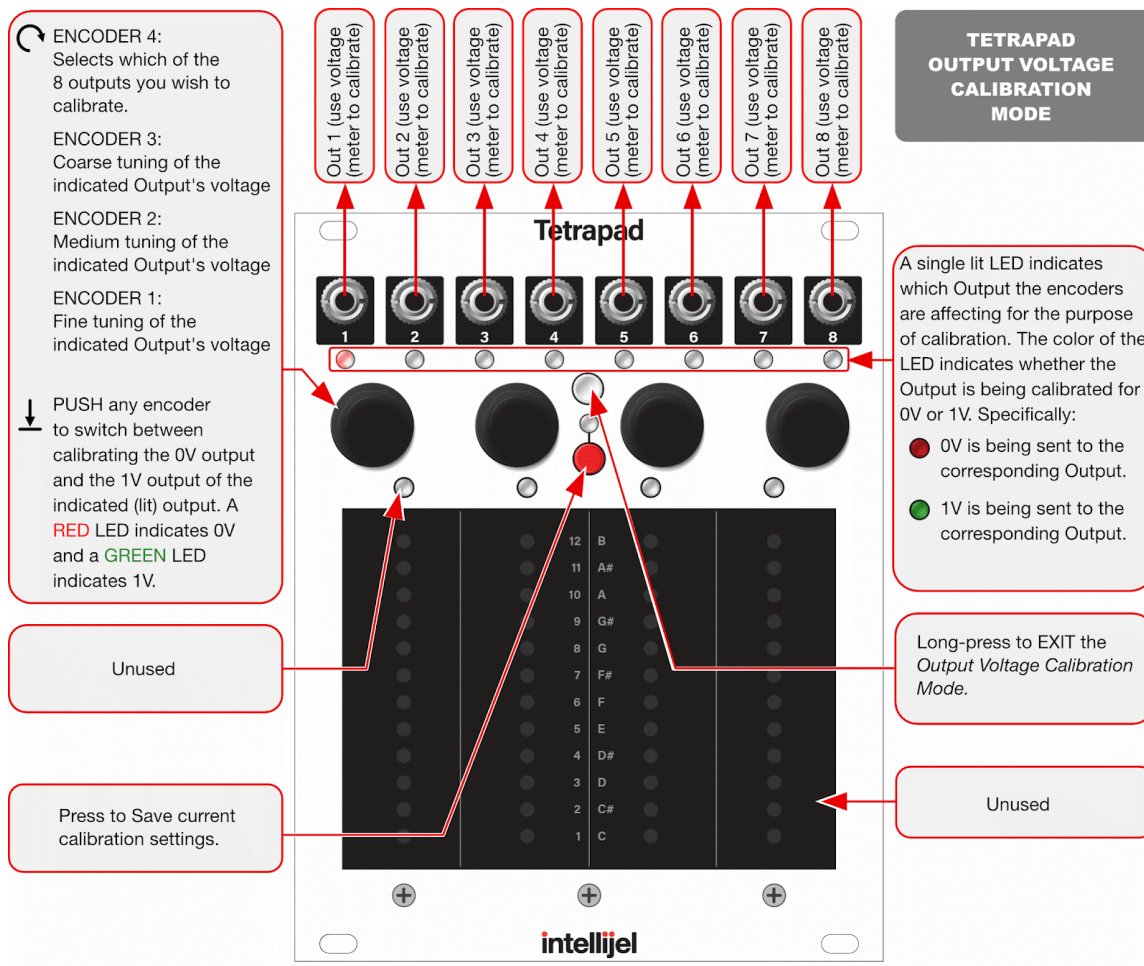 ENCODER 4:
Selects which of the
8 outputs you wish to
calibrate.
ENCODER 3:
Coarse tuning of the
indicated Output's voltage
ENCODER 2:
Medium tuning of the
indicated Output's voltage
ENCODER 1:
Fine tuning of the
indicated Output's voltage
PUSH any encoder
to switch between
calibrating the 0V output
and the 1V output of the
indicated (lit) output. A
RED LED indicates 0V
and a GREEN LED
indicates 1V.
Unused
Press to Save current
calibration settings.
Out 1 (use voltage
(meter to calibrate)
Out 2 (use voltage
(meter to calibrate)
Out 3 (use voltage
(meter to calibrate)
Out 4 (use voltage
(meter to calibrate)
Out 5 (use voltage
(meter to calibrate)
Out 6 (use voltage
(meter to calibrate)
Out 7 (use voltage
(meter to calibrate)
Out 8 (use voltage
(meter to calibrate)
Tetrapad
1 2 3 4 5 6 7 8
12 B
11 A#
10 A
9 G#
8 G
7 F#
6 F
5 E
4 D#
3 D
2 C#
1 C
intellijel
TETRAPAD
OUTPUT VOLTAGE
CALIBRATION
MODE
A single lit LED indicates
which Output the encoders
are affecting for the purpose
of calibration. The color of the
LED indicates whether the
Output is being calibrated for
0V or 1V. Specifically:
0V is being sent to the
corresponding Output.
1V is being sent to the
corresponding Output.
Long-press to EXIT the
Output Voltage Calibration
Mode.
Unused